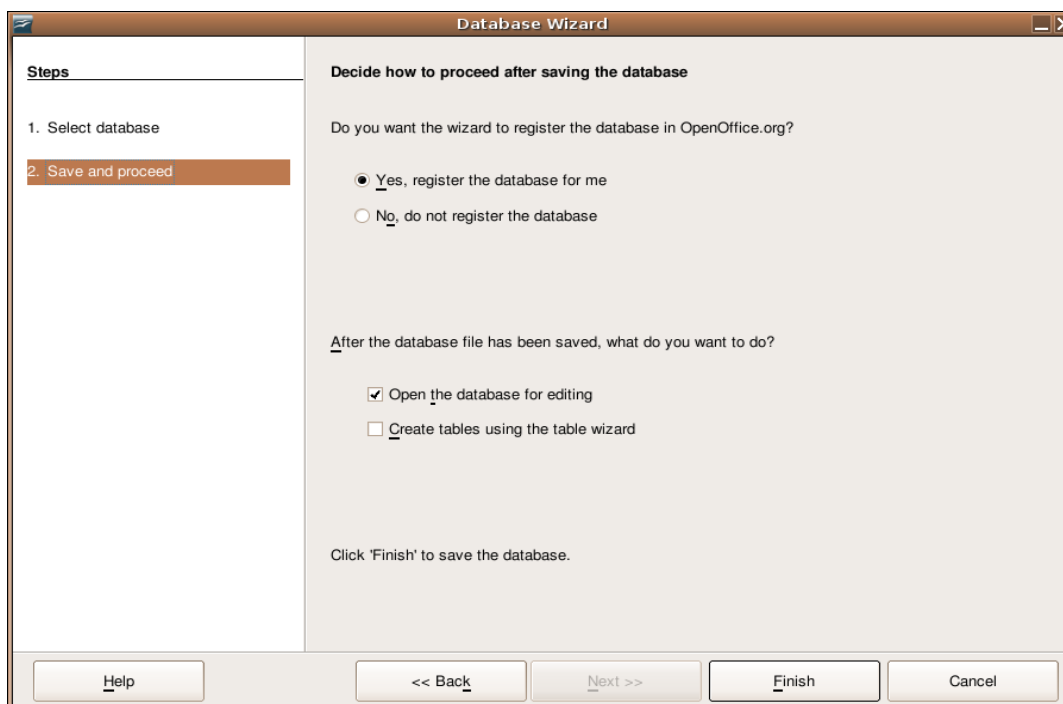 Database Wizard
Steps
1. Select database
2. Save and proceed
Decide how to proceed after saving the database
Do you want the wizard to register the database in OpenOffice.org?
Yes, register the database for me
No, do not register the database
After the database file has been saved, what do you want to do?
Open the database for editing
Create tables using the table wizard
Click 'Finish' to save the database.
Help
<< Back
Next >>
Finish
Cancel